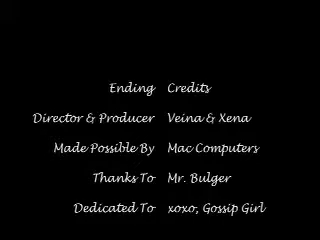 Ending Credits
Director & Producer Veina & Xena
Made Possible By Mac Computers
Thanks To Mr. Bulger
Dedicated To xoxo, Gossip Girl